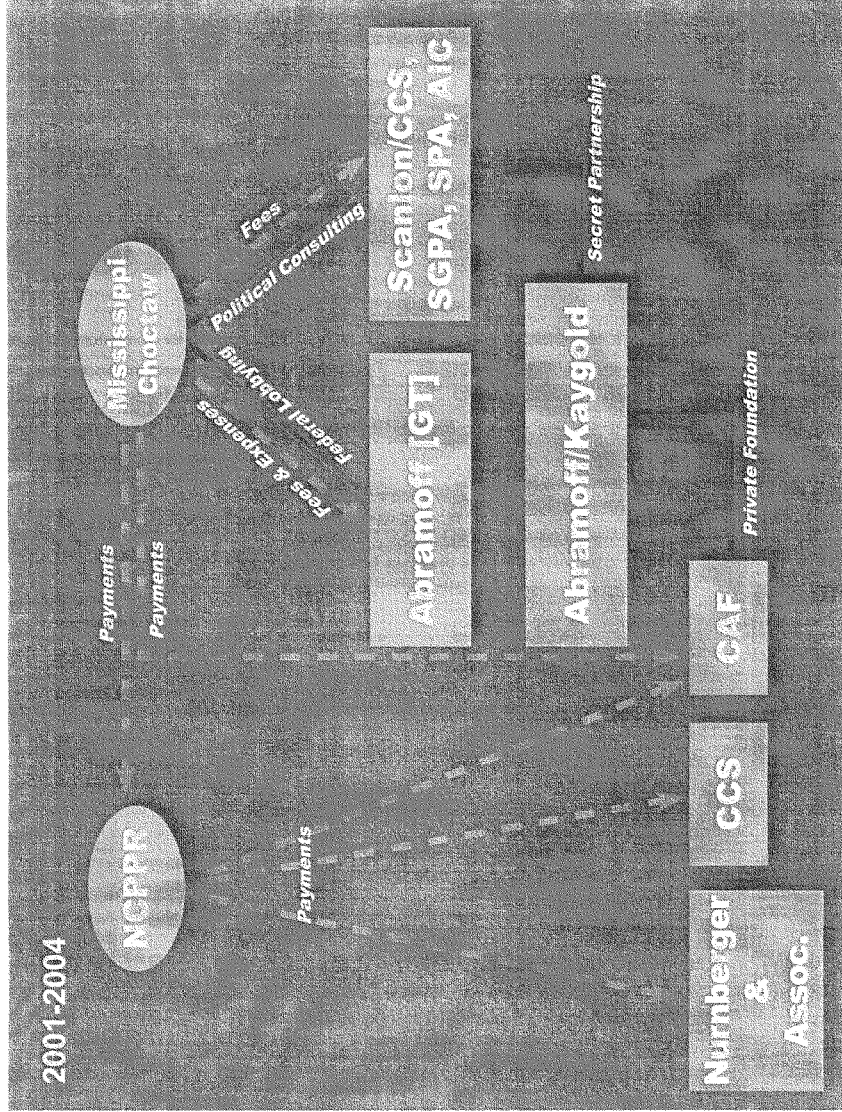 2001-2004
NCPPR
Payments
Payments
Mississippi
Choctaw
Fees & Expenses
Federal Lobbying
Political Consulting
Fees
Payments
Abramoff [GT]
Scanlon/CCS,
SGPA, SPA, AIC
Abramoff/Kaygold
Secret Partnership
Nurnberger
&
Assoc.
CCS
CAF
Private Foundation